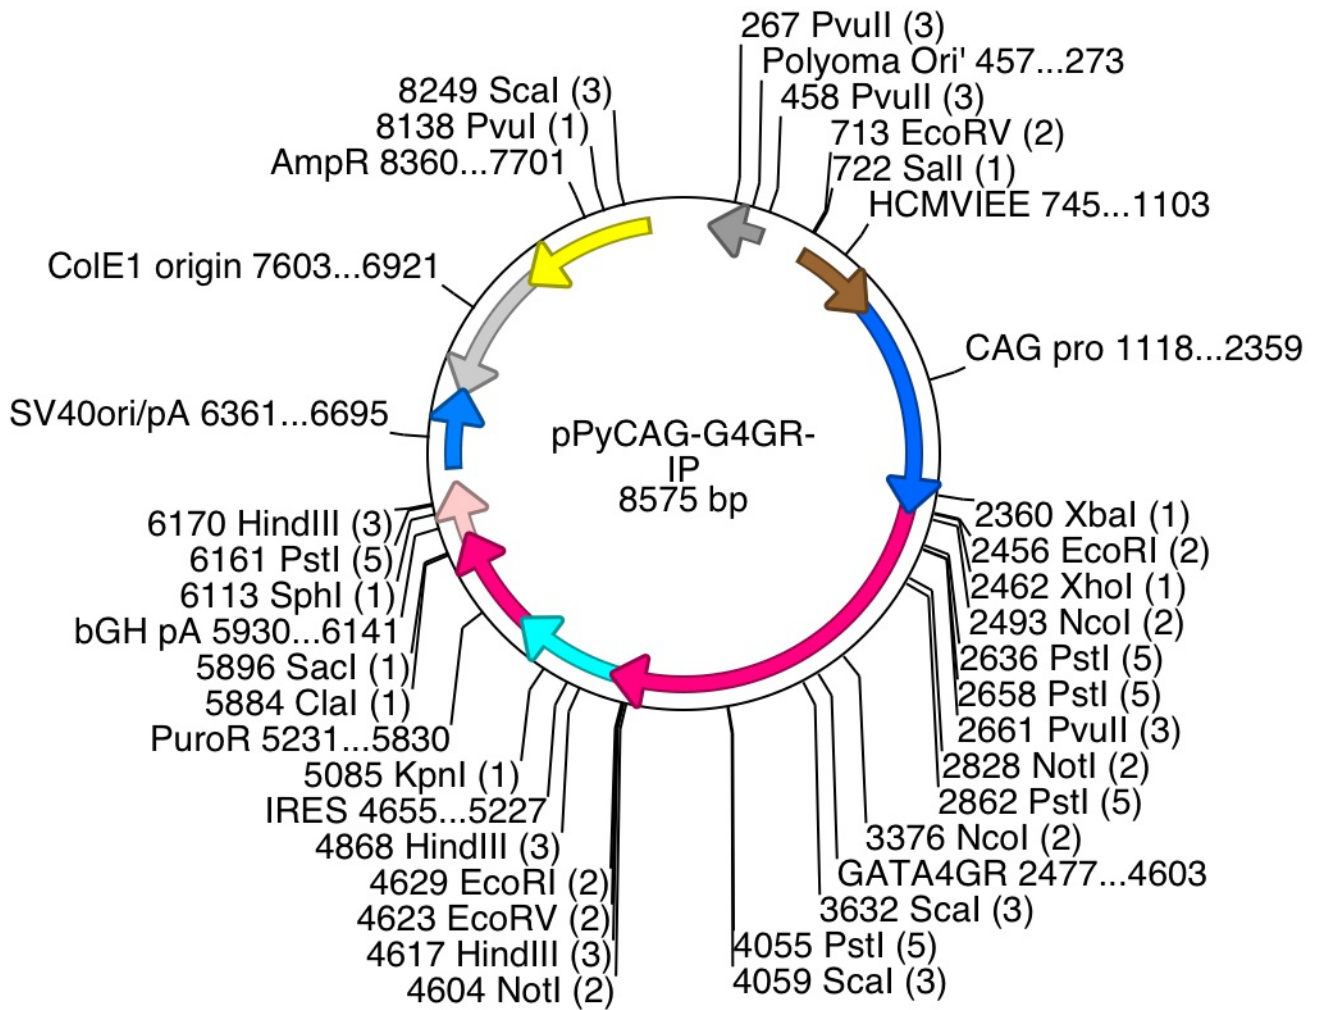 267 PvuII (3)
Polyoma Ori' 457...273
458 PvuII (3)
713 EcoRV (2)
722 SalI (1)
HCMVIEE 745...1103
CAG pro 1118...2359
2360 XbaI (1)
2456 EcoRI (2)
2462 XhoI (1)
2493 NcoI (2)
2636 PstI (5)
2658 PstI (5)
2661 PvuII (3)
2828 NotI (2)
2862 PstI (5)
3376 NcoI (2)
GATA4GR 2477...4603
3632 ScaI (3)
4055 PstI (5)
4059 ScaI (3)
8249 ScaI (3)
8138 PvuI (1)
AmpR 8360...7701
ColE1 origin 7603...6921
SV40ori/pA 6361...6695
6170 HindIII (3)
6161 PstI (5)
6113 SphI (1)
bGH pA 5930...6141
5896 SacI (1)
5884 ClaI (1)
PuroR 5231...5830
5085 KpnI (1)
IRES 4655...5227
4868 HindIII (3)
4629 EcoRI (2)
4623 EcoRV (2)
4617 HindIII (3)
4604 NotI (2)
pPyCAG-G4GR-
IP
8575 bp